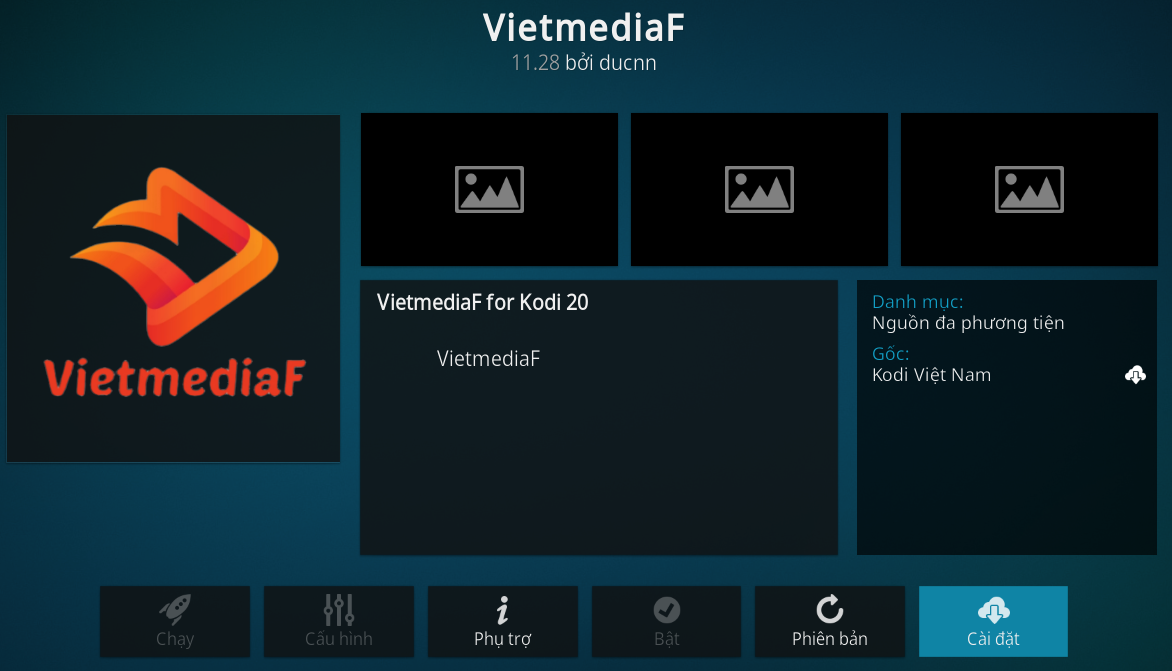 VietmediaF
11.28 bởi ducnn
VietmediaF
VietmediaF for Kodi 20
VietmediaF
Danh mục:
Nguồn đa phương tiện
Gốc:
Kodi Việt Nam
Chạy
Cấu hình
Phụ trợ
Bật
Phiên bản
Cài đặt